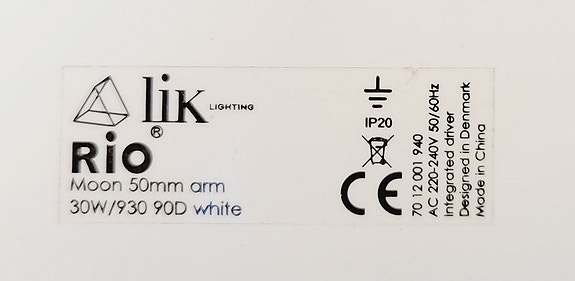 lik LIGHTING
RIO®
Moon 50mm arm
30W/930 90D white
IP20
CE
70 12 001 940
AC 220-240V 50/60Hz
Integrated driver
Designed in Denmark
Made in China